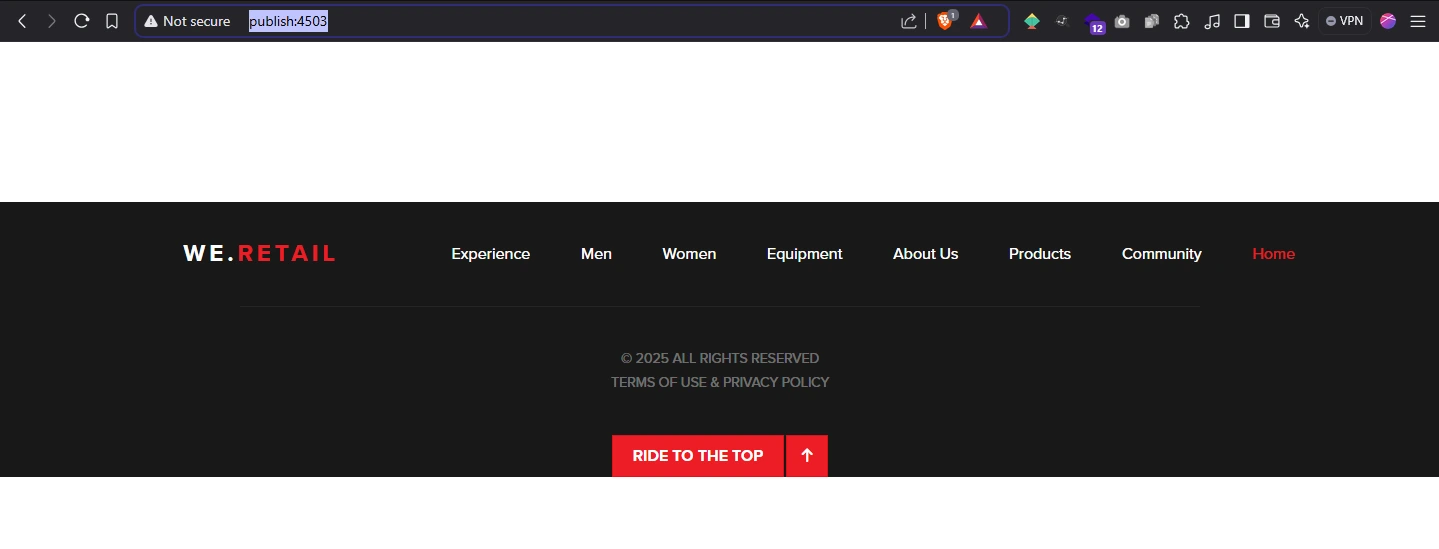 Not secure publish:4503
1
12
VPN
WE.RETAIL
Experience Men Women Equipment About Us Products Community Home
© 2025 ALL RIGHTS RESERVED
TERMS OF USE & PRIVACY POLICY
RIDE TO THE TOP